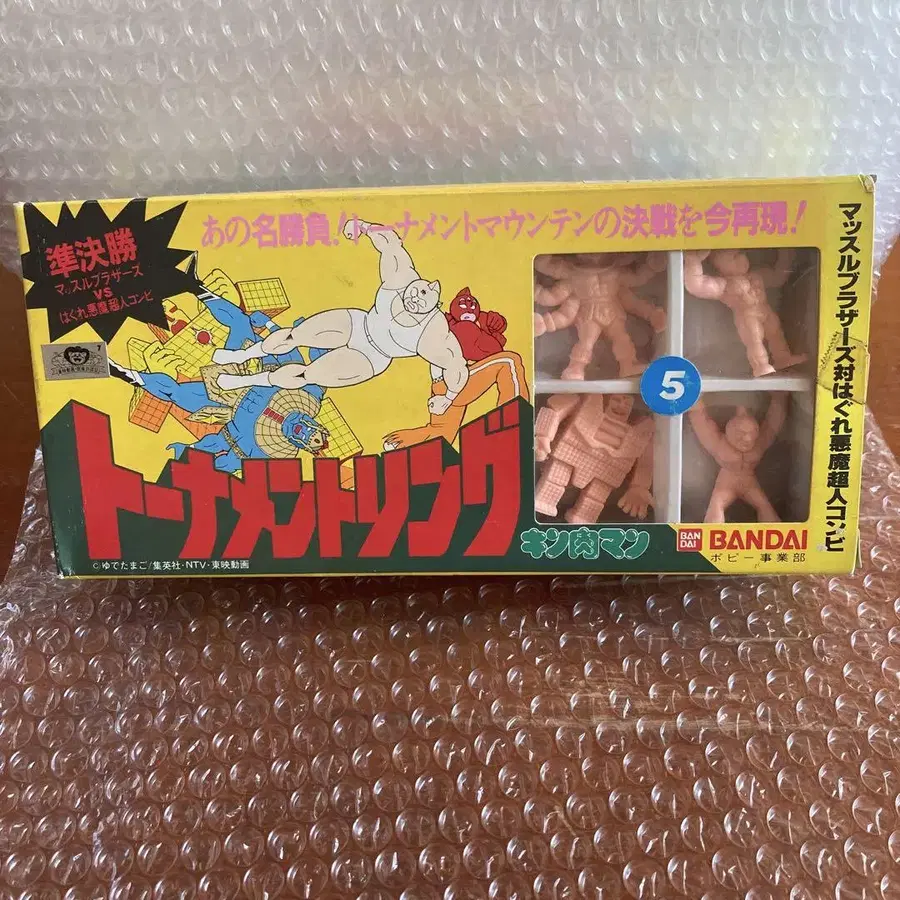 あの名勝負！トーナメントマウンテンの決戦を今再現！
準決勝
マッスルブラザーズ
VS
はぐれ悪魔超人コンビ
マッスルブラザーズ対はぐれ悪魔超人コンビ
5
トーナメントリング
キン肉マン
BAN
DAI
BANDAI
ポピー事業部
©ゆでたまご/集英社・NTV・東映動画